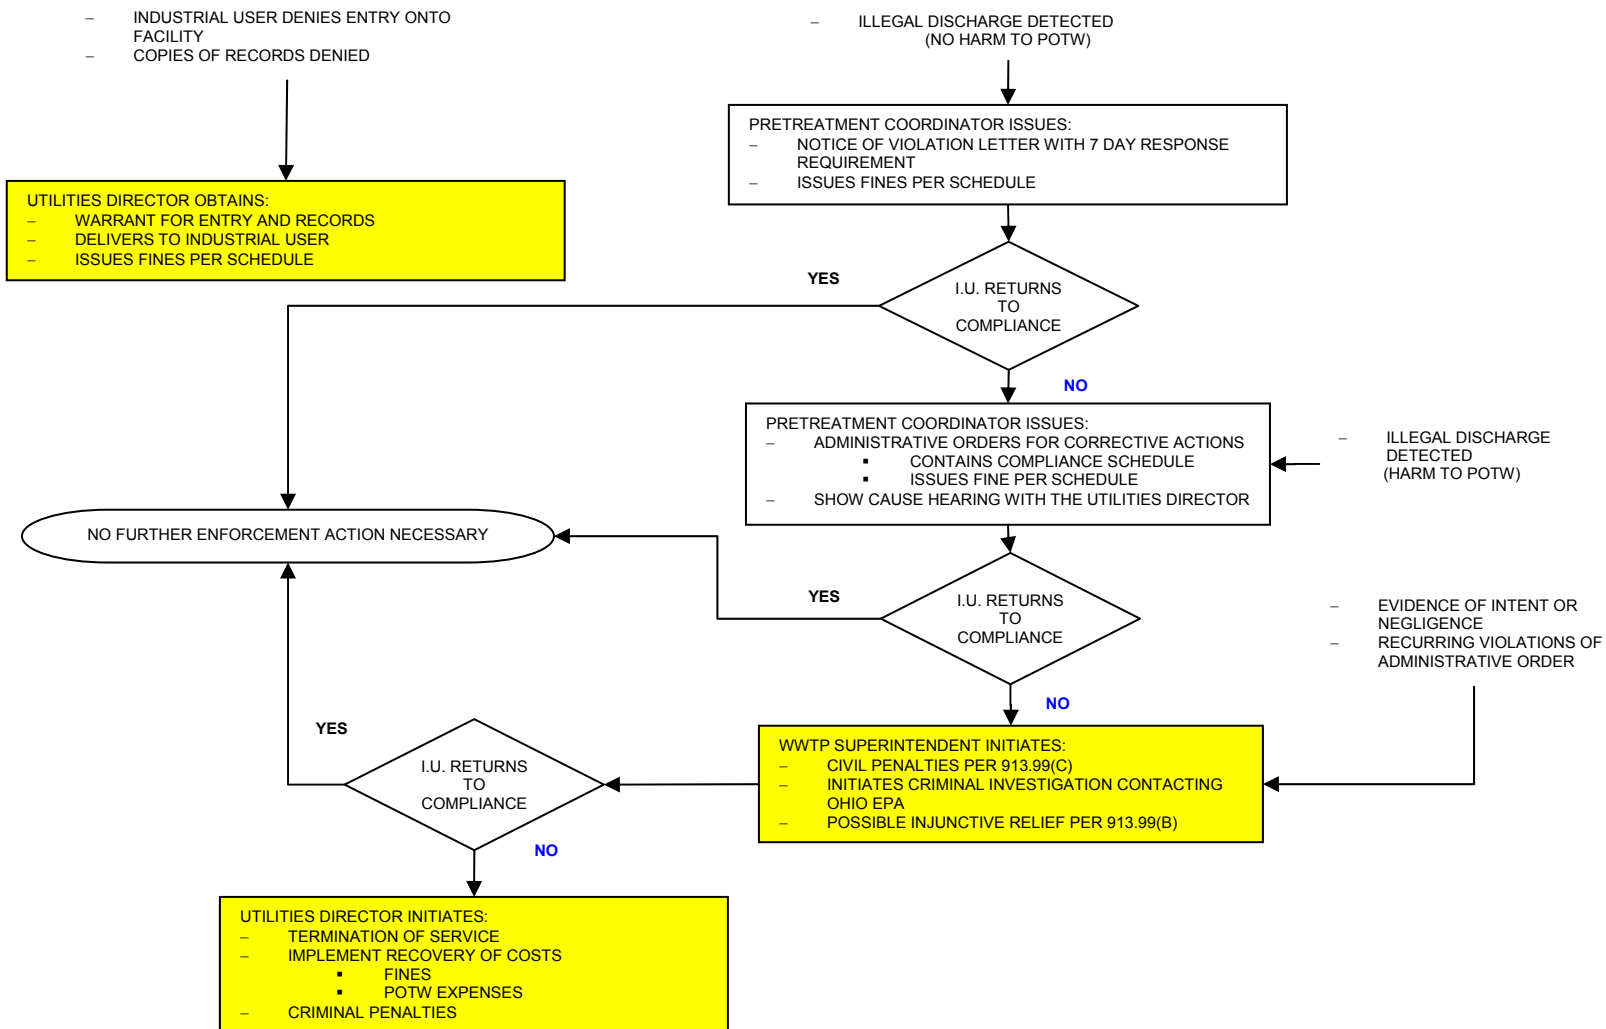 – INDUSTRIAL USER DENIES ENTRY ONTO
FACILITY
– COPIES OF RECORDS DENIED
– ILLEGAL DISCHARGE DETECTED
(NO HARM TO POTW)
PRETREATMENT COORDINATOR ISSUES:
– NOTICE OF VIOLATION LETTER WITH 7 DAY RESPONSE
REQUIREMENT
– ISSUES FINES PER SCHEDULE
UTILITIES DIRECTOR OBTAINS:
– WARRANT FOR ENTRY AND RECORDS
– DELIVERS TO INDUSTRIAL USER
– ISSUES FINES PER SCHEDULE
YES
I.U. RETURNS
TO
COMPLIANCE
NO
PRETREATMENT COORDINATOR ISSUES:
– ADMINISTRATIVE ORDERS FOR CORRECTIVE ACTIONS
▪ CONTAINS COMPLIANCE SCHEDULE
▪ ISSUES FINE PER SCHEDULE
– SHOW CAUSE HEARING WITH THE UTILITIES DIRECTOR
– ILLEGAL DISCHARGE
DETECTED
(HARM TO POTW)
NO FURTHER ENFORCEMENT ACTION NECESSARY
YES
I.U. RETURNS
TO
COMPLIANCE
NO
– EVIDENCE OF INTENT OR
NEGLIGENCE
– RECURRING VIOLATIONS OF
ADMINISTRATIVE ORDER
WWTP SUPERINTENDENT INITIATES:
– CIVIL PENALTIES PER 913.99(C)
– INITIATES CRIMINAL INVESTIGATION CONTACTING
OHIO EPA
– POSSIBLE INJUNCTIVE RELIEF PER 913.99(B)
YES
I.U. RETURNS
TO
COMPLIANCE
NO
UTILITIES DIRECTOR INITIATES:
– TERMINATION OF SERVICE
– IMPLEMENT RECOVERY OF COSTS
▪ FINES
▪ POTW EXPENSES
– CRIMINAL PENALTIES